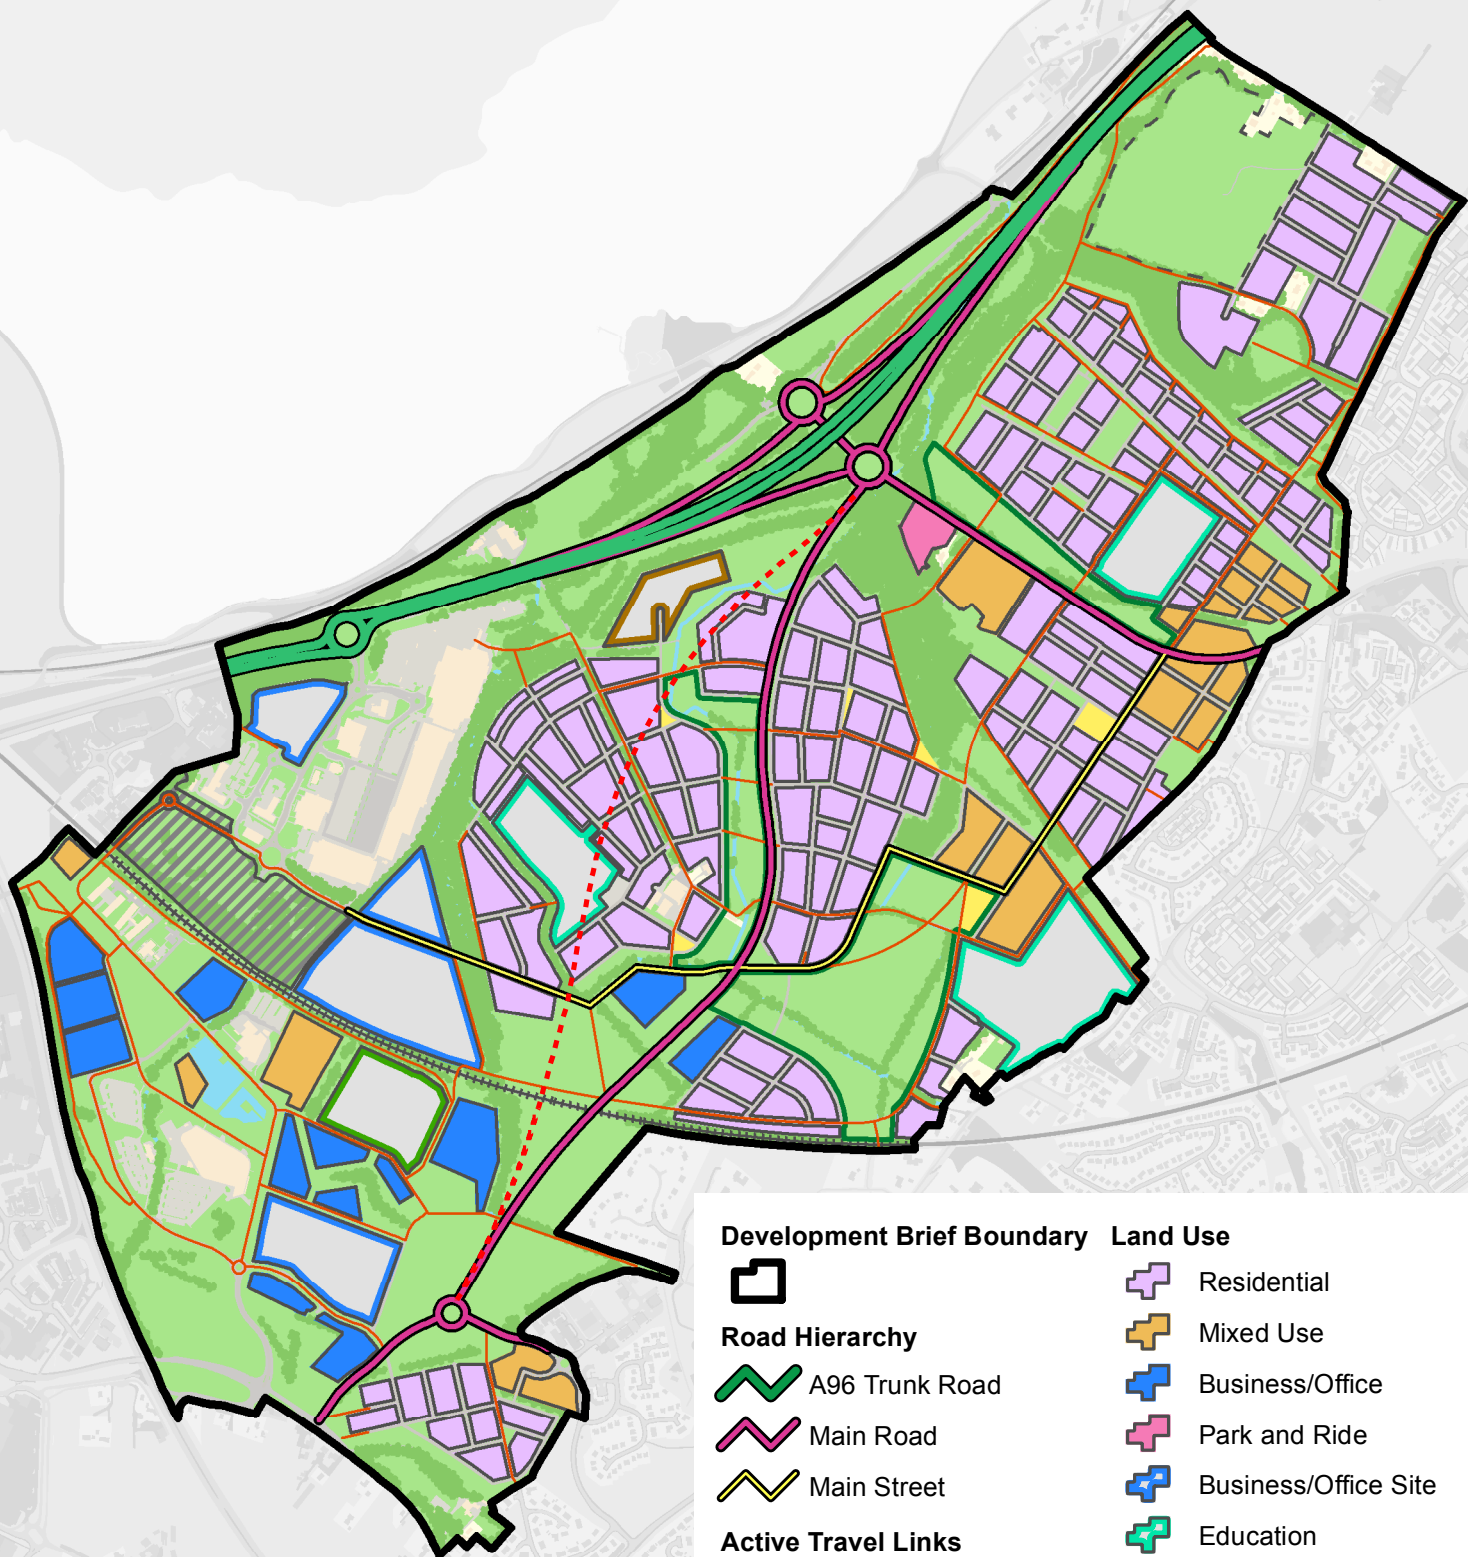 Development Brief Boundary
Road Hierarchy
A96 Trunk Road
Main Road
Main Street
Active Travel Links
Land Use
Residential
Mixed Use
Business/Office
Park and Ride
Business/Office Site
Education